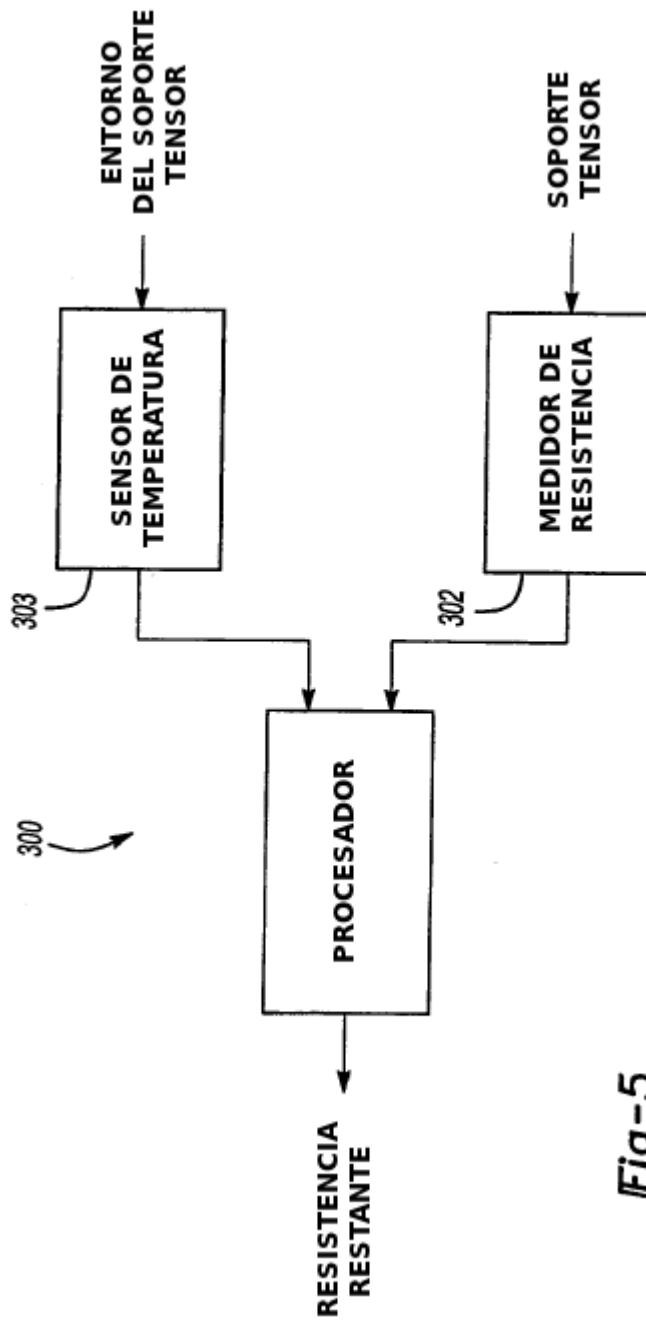 ENTORNO
DEL SOPORTE
TENSOR
SOPORTE
TENSOR
303
SENSOR DE
TEMPERATURA
302
MEDIDOR DE
RESISTENCIA
300
PROCESADOR
RESISTENCIA
RESTANTE
Fig-5